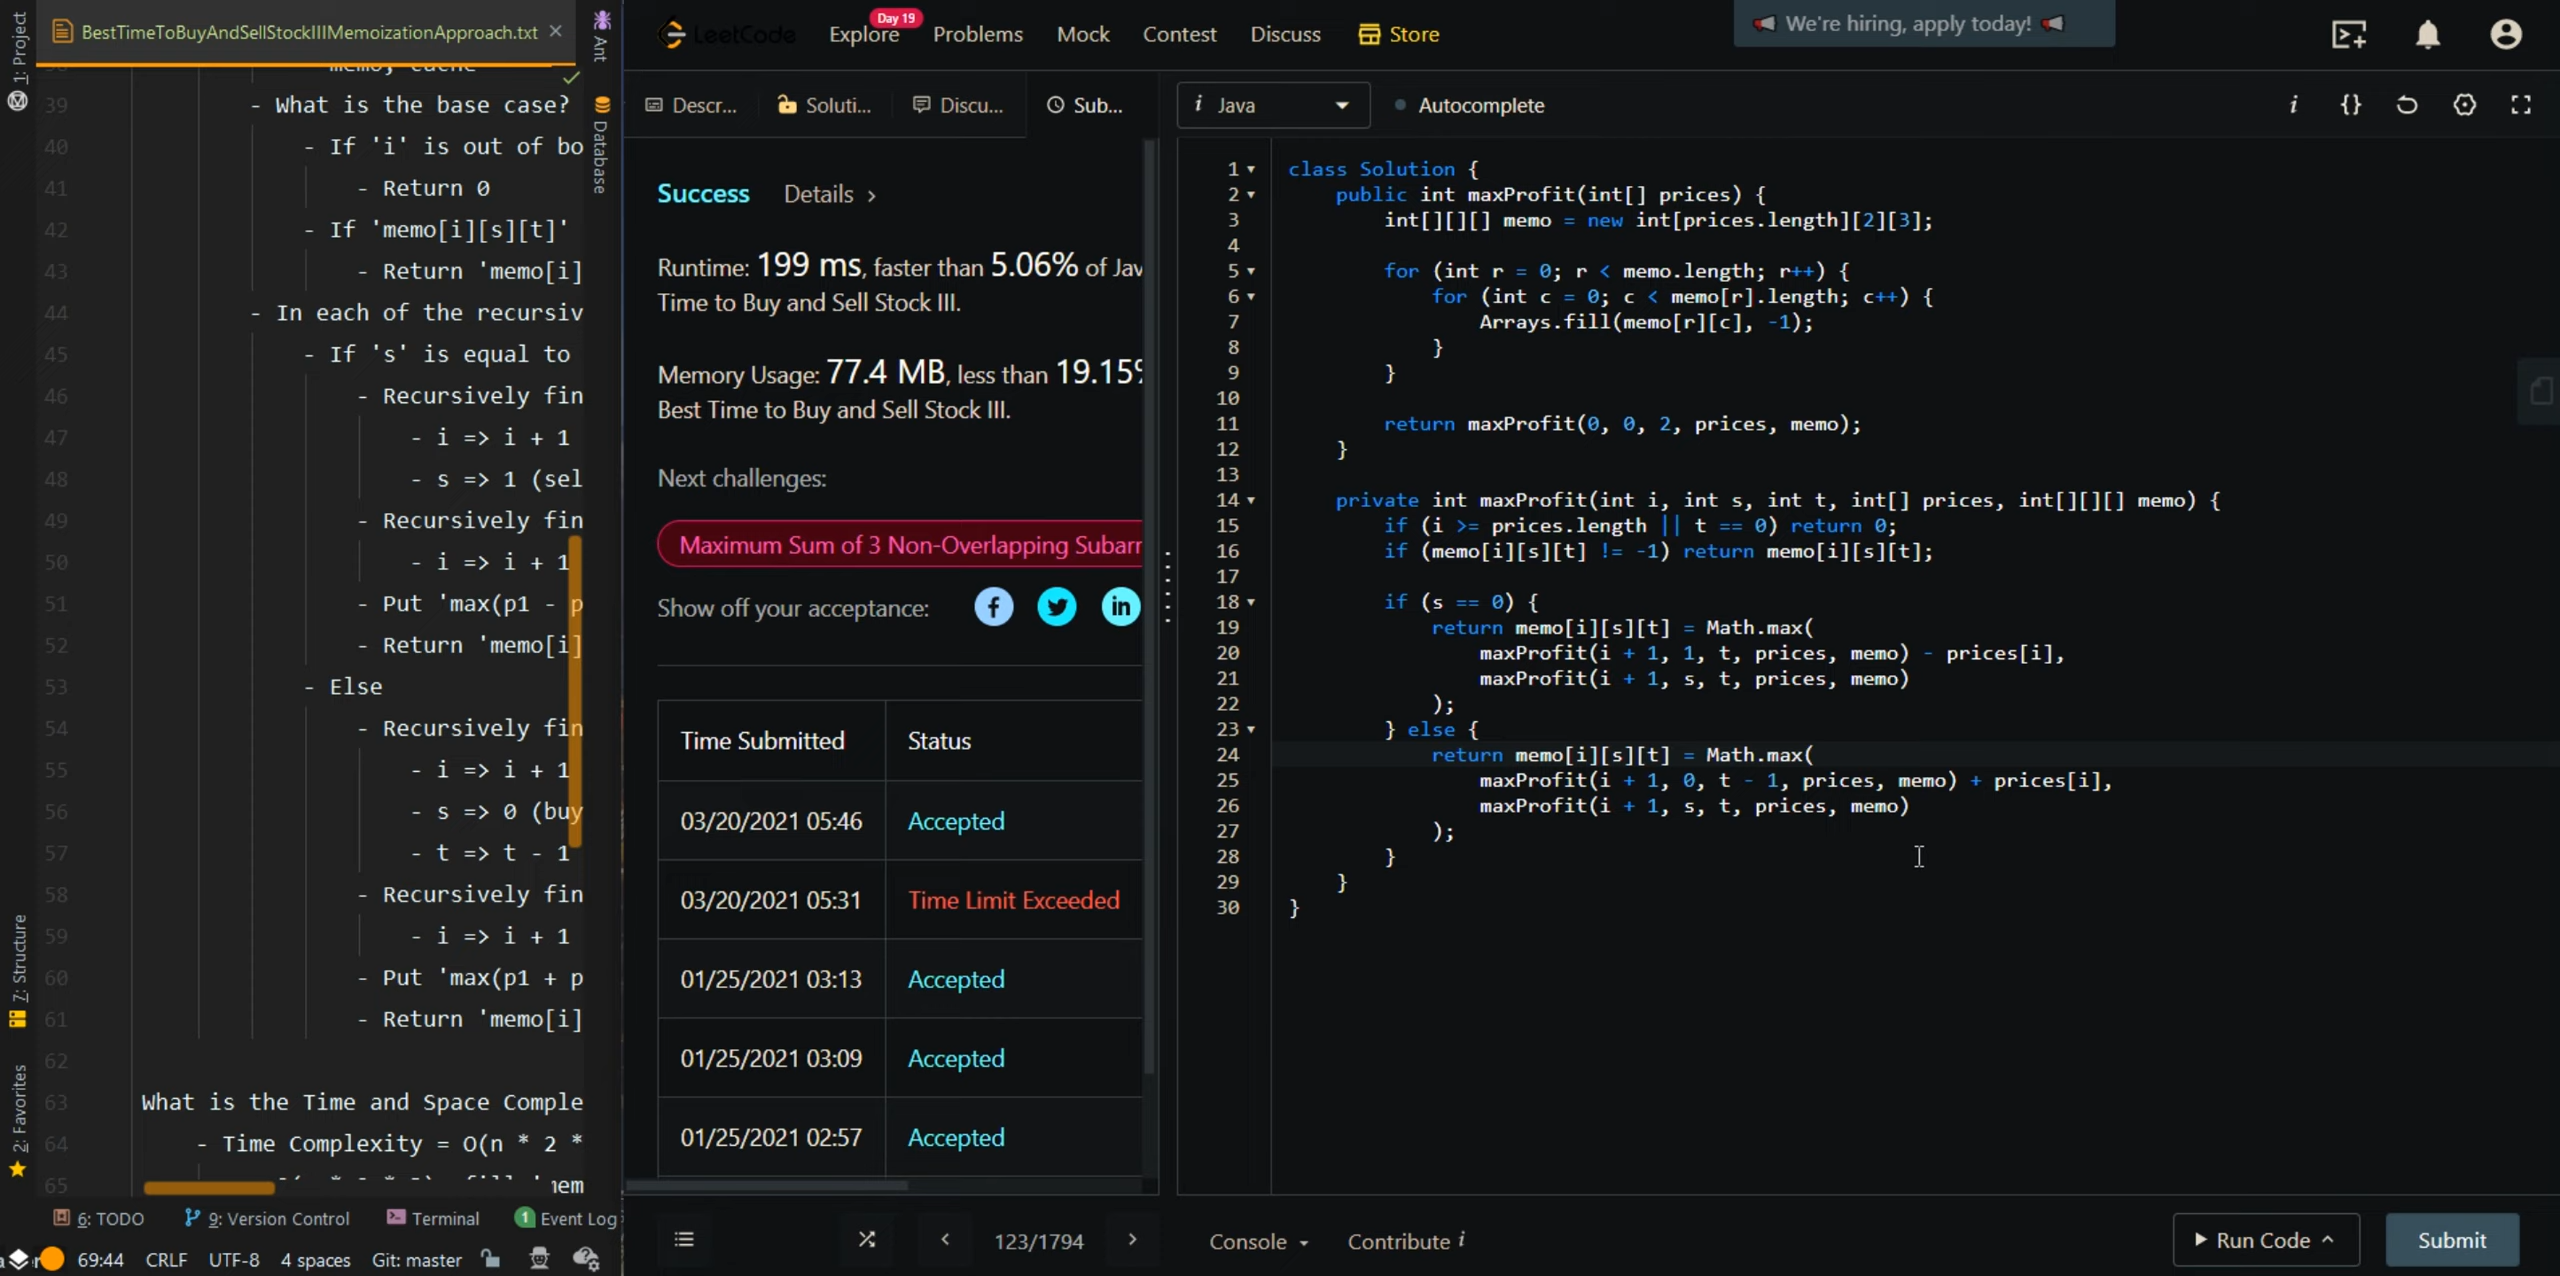 1: Project
BestTimeToBuyAndSellStockIIIMemoizationApproach.txt
Ant
Database
39 - What is the base case?
40 - If 'i' is out of bo
41 - Return 0
42 - If 'memo[i][s][t]'
43 - Return 'memo[i]
44 - In each of the recursiv
45 - If 's' is equal to
46 - Recursively fin
47 - i => i + 1
48 - s => 1 (sel
49 - Recursively fin
50 - i => i + 1
51 - Put 'max(p1 - p
52 - Return 'memo[i]
53 - Else
54 - Recursively fin
55 - i => i + 1
56 - s => 0 (buy
57 - t => t - 1
58 - Recursively fin
59 - i => i + 1
60 - Put 'max(p1 + p
61 - Return 'memo[i]
62
63 What is the Time and Space Comple
64 - Time Complexity = O(n * 2 *
65
7: Structure
2: Favorites
6: TODO 9: Version Control Terminal 1 Event Log
69:44 CRLF UTF-8 4 spaces Git: master
LeetCode Explore Day 19 Problems Mock Contest Discuss Store
We're hiring, apply today!
Descr... Soluti... Discu... Sub...
Success Details >
Runtime: 199 ms, faster than 5.06% of Jav
Time to Buy and Sell Stock III.
Memory Usage: 77.4 MB, less than 19.15%
Best Time to Buy and Sell Stock III.
Next challenges:
Maximum Sum of 3 Non-Overlapping Subarr
Show off your acceptance:
Time Submitted Status
03/20/2021 05:46 Accepted
03/20/2021 05:31 Time Limit Exceeded
01/25/2021 03:13 Accepted
01/25/2021 03:09 Accepted
01/25/2021 02:57 Accepted
123/1794
i Java Autocomplete i {}
1 class Solution {
2 public int maxProfit(int[] prices) {
3 int[][][] memo = new int[prices.length][2][3];
4
5 for (int r = 0; r < memo.length; r++) {
6 for (int c = 0; c < memo[r].length; c++) {
7 Arrays.fill(memo[r][c], -1);
8 }
9 }
10
11 return maxProfit(0, 0, 2, prices, memo);
12 }
13
14 private int maxProfit(int i, int s, int t, int[] prices, int[][][] memo) {
15 if (i >= prices.length || t == 0) return 0;
16 if (memo[i][s][t] != -1) return memo[i][s][t];
17
18 if (s == 0) {
19 return memo[i][s][t] = Math.max(
20 maxProfit(i + 1, 1, t, prices, memo) - prices[i],
21 maxProfit(i + 1, s, t, prices, memo)
22 );
23 } else {
24 return memo[i][s][t] = Math.max(
25 maxProfit(i + 1, 0, t - 1, prices, memo) + prices[i],
26 maxProfit(i + 1, s, t, prices, memo)
27 );
28 }
29 }
30 }
Console Contribute i
Run Code Submit